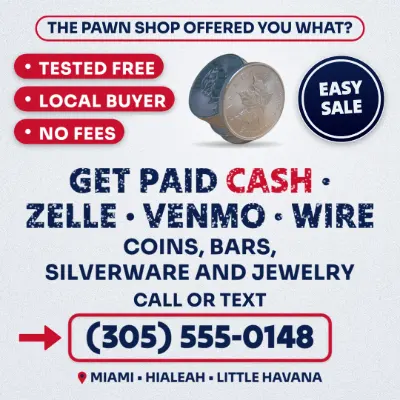 THE PAWN SHOP OFFERED YOU WHAT?
• TESTED FREE
• LOCAL BUYER
• NO FEES
EASY
SALE
GET PAID CASH •
ZELLE • VENMO • WIRE
COINS, BARS,
SILVERWARE AND JEWELRY
CALL OR TEXT
(305) 555-0148
MIAMI • HIALEAH • LITTLE HAVANA